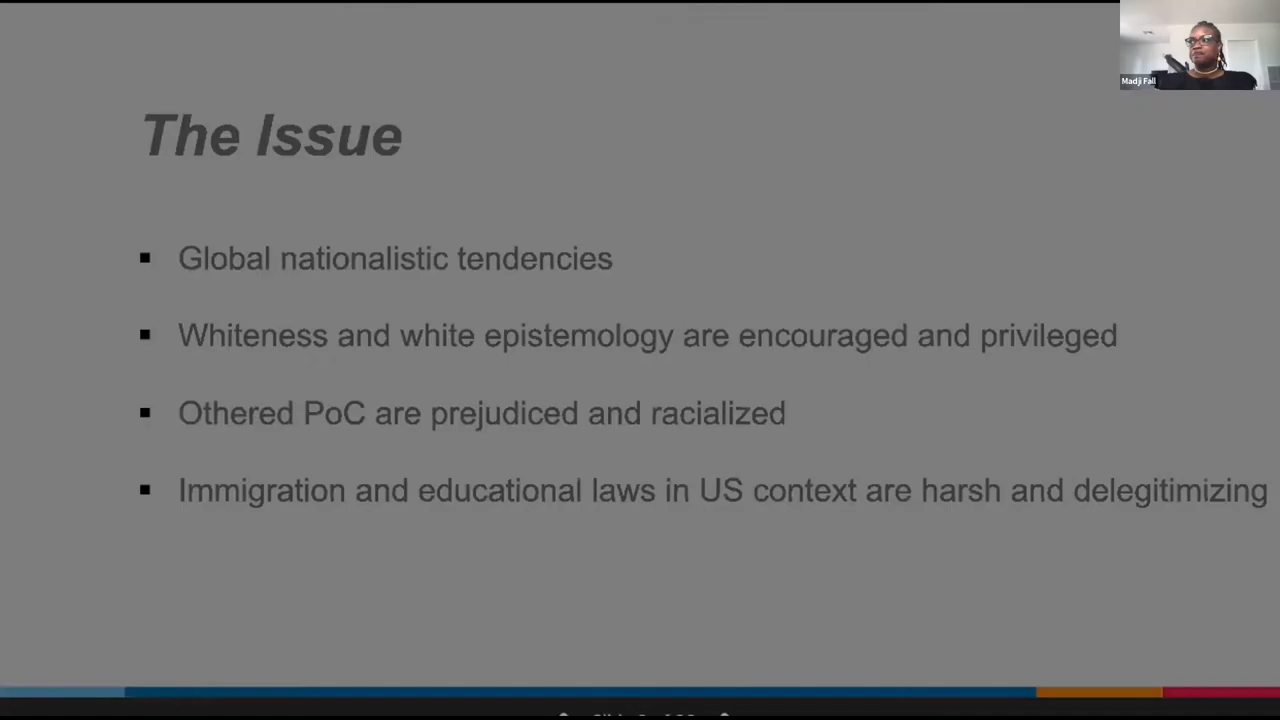 Madji Fall
The Issue
▪ Global nationalistic tendencies
▪ Whiteness and white epistemology are encouraged and privileged
▪ Othered PoC are prejudiced and racialized
▪ Immigration and educational laws in US context are harsh and delegitimizing